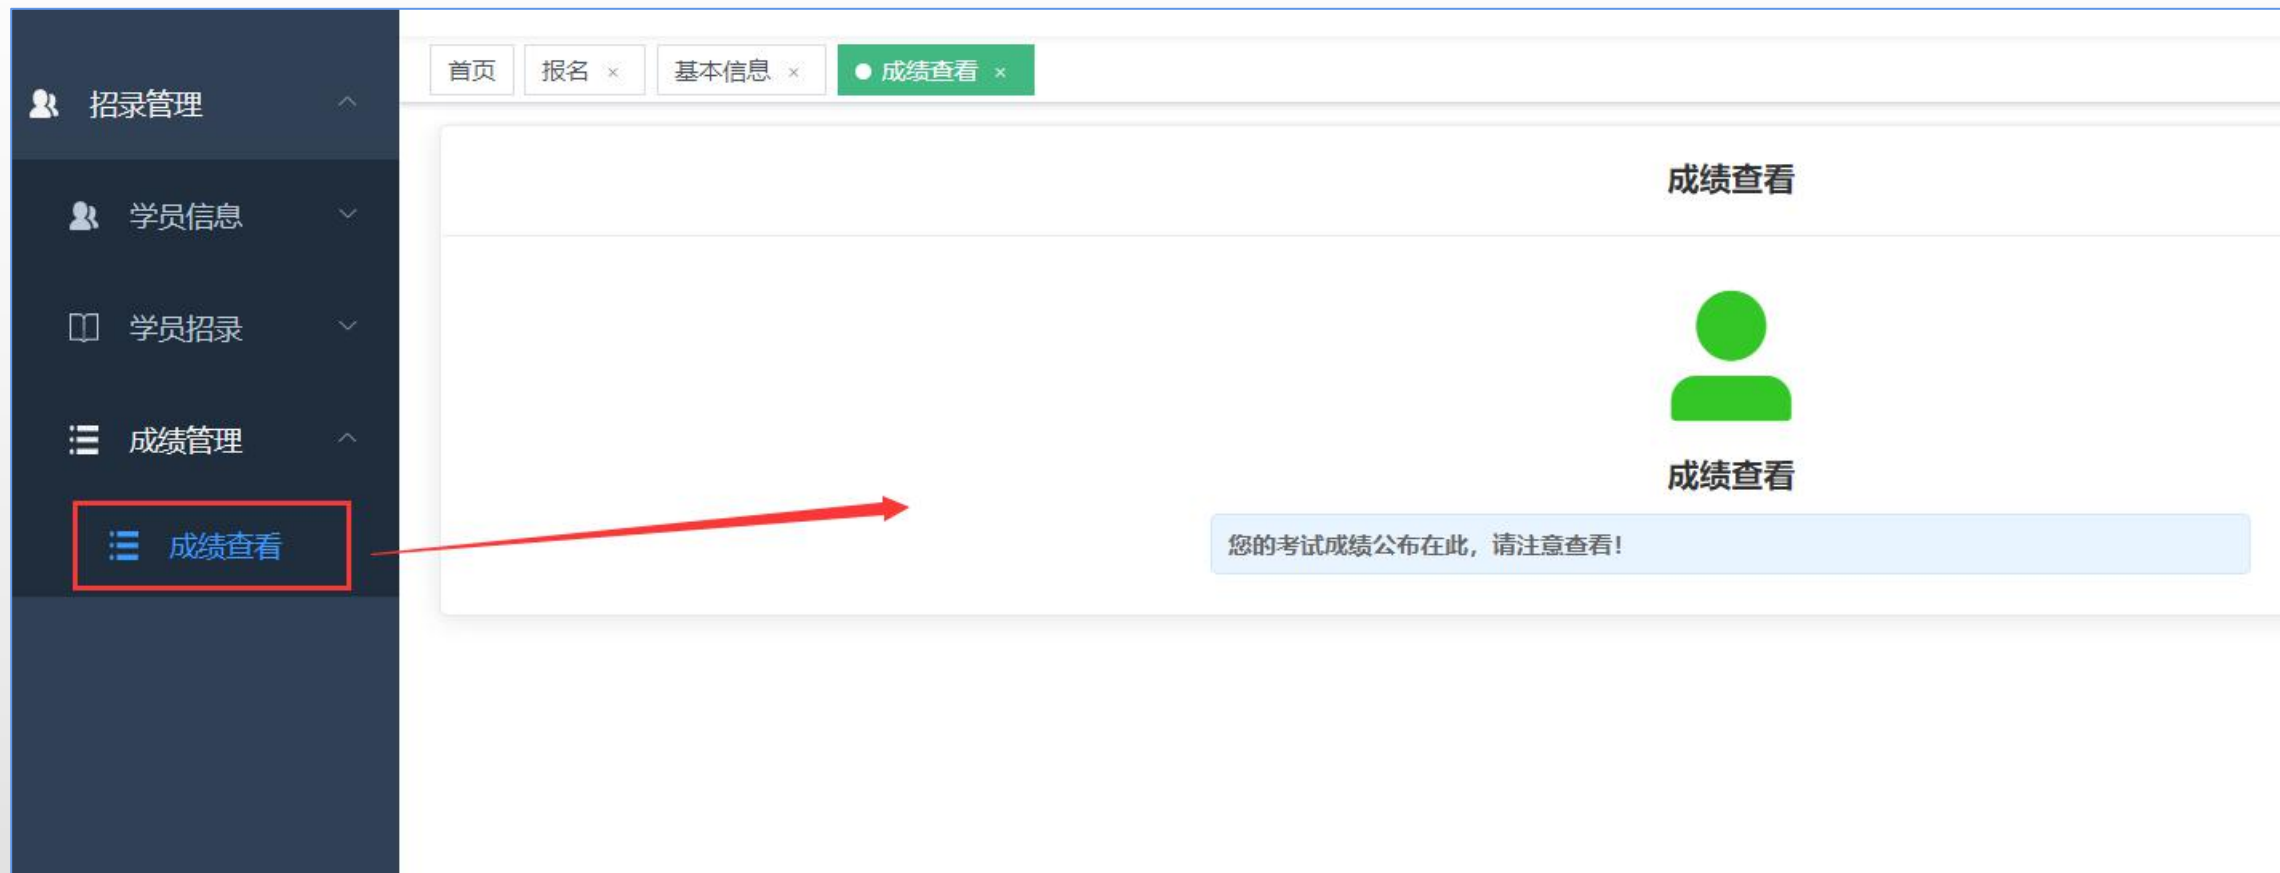 首页
报名
基本信息
成绩查看
招录管理
学员信息
学员招录
成绩管理
成绩查看
成绩查看
成绩查看
您的考试成绩公布在此，请注意查看！